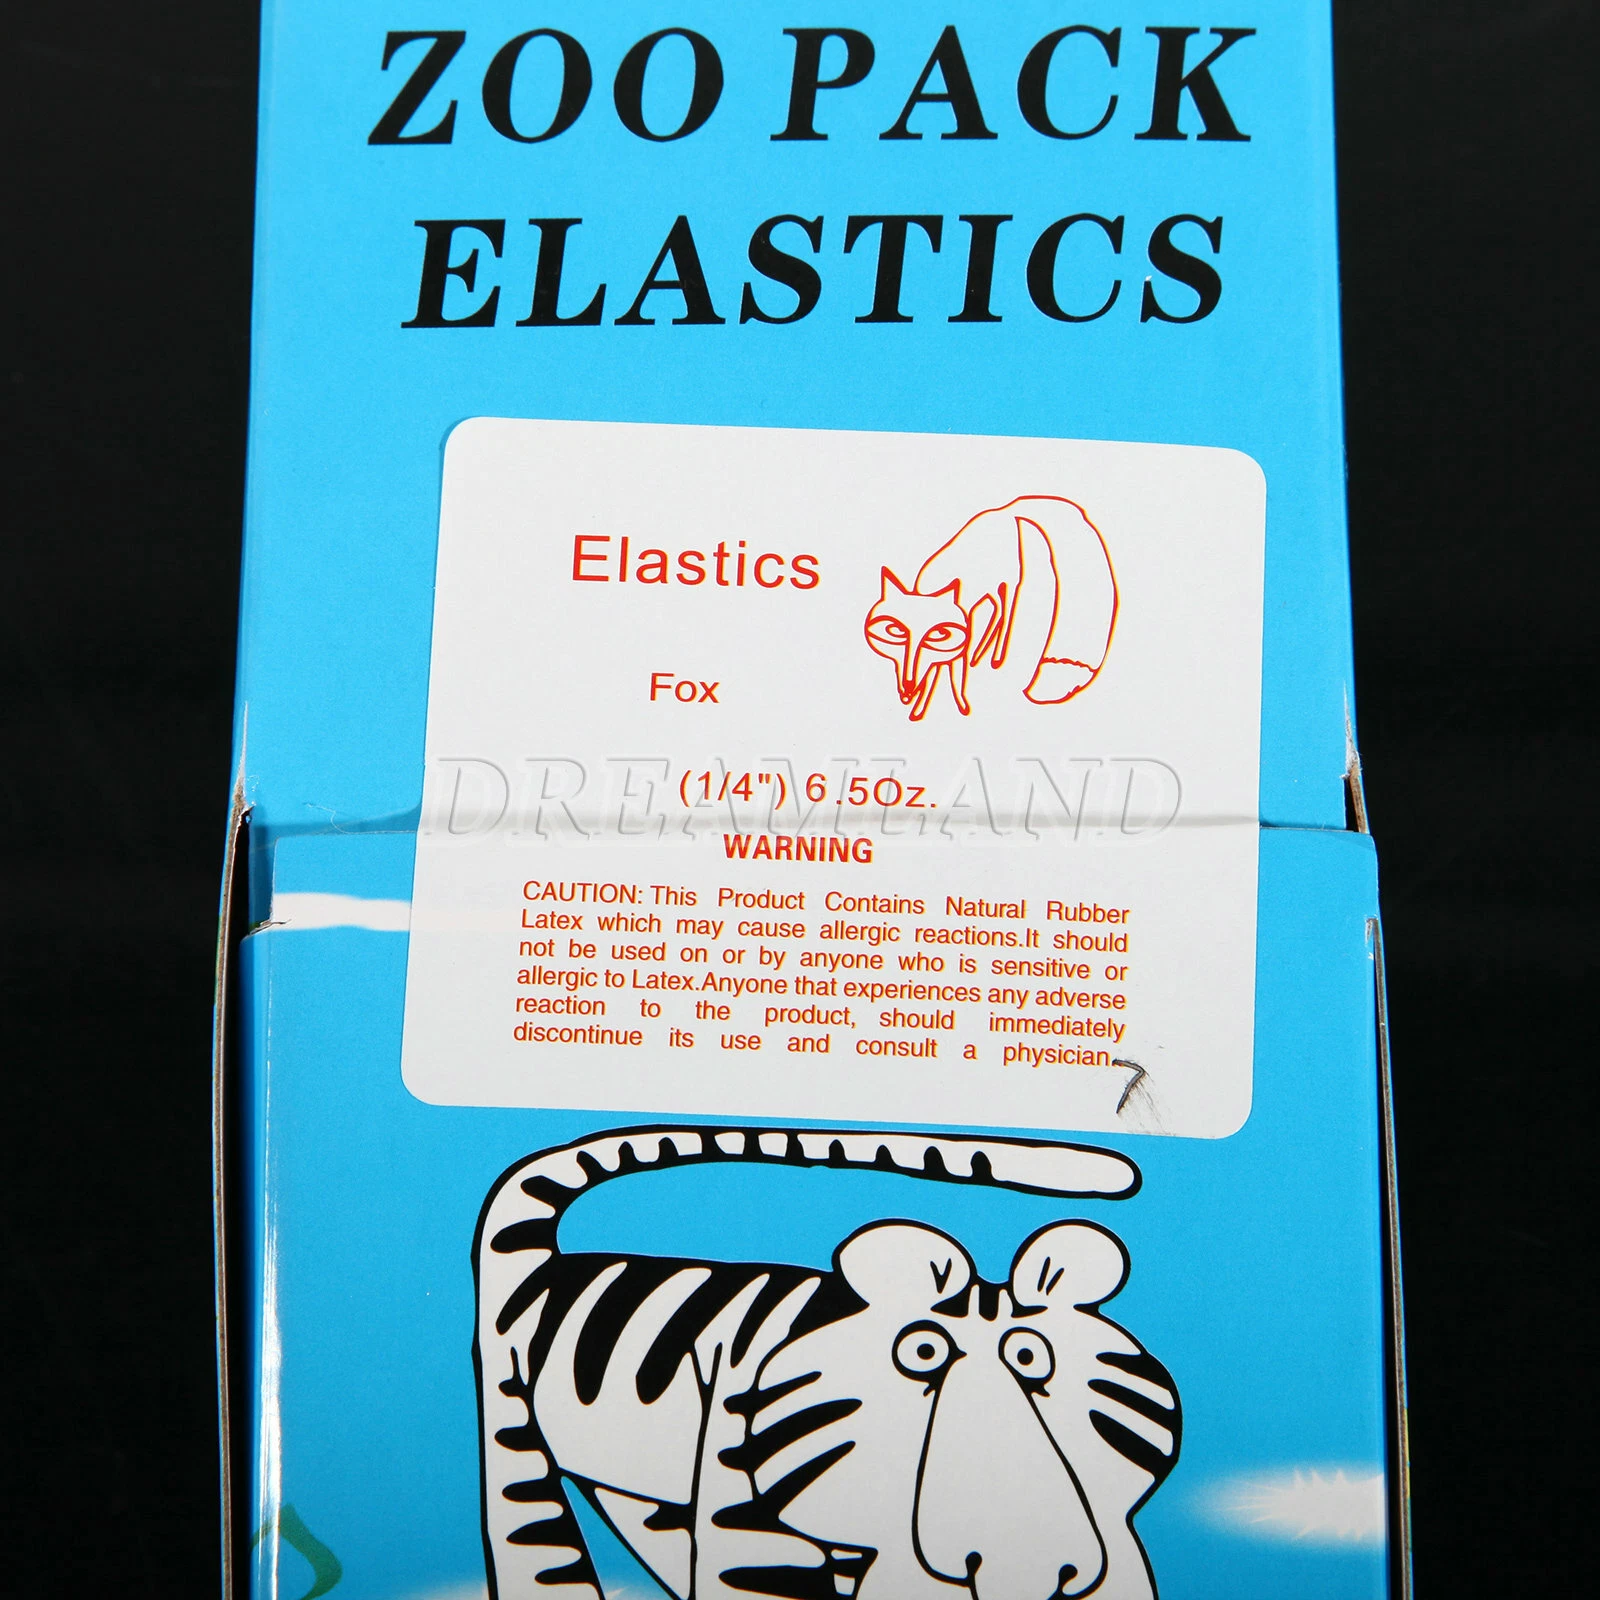 ZOO PACK
ELASTICS
Elastics
Fox
(1/4") 6.5Oz.
DREAMLAND
WARNING
CAUTION: This Product Contains Natural Rubber
Latex which may cause allergic reactions.It should
not be used on or by anyone who is sensitive or
allergic to Latex.Anyone that experiences any adverse
reaction to the product, should immediately
discontinue its use and consult a physician.
7